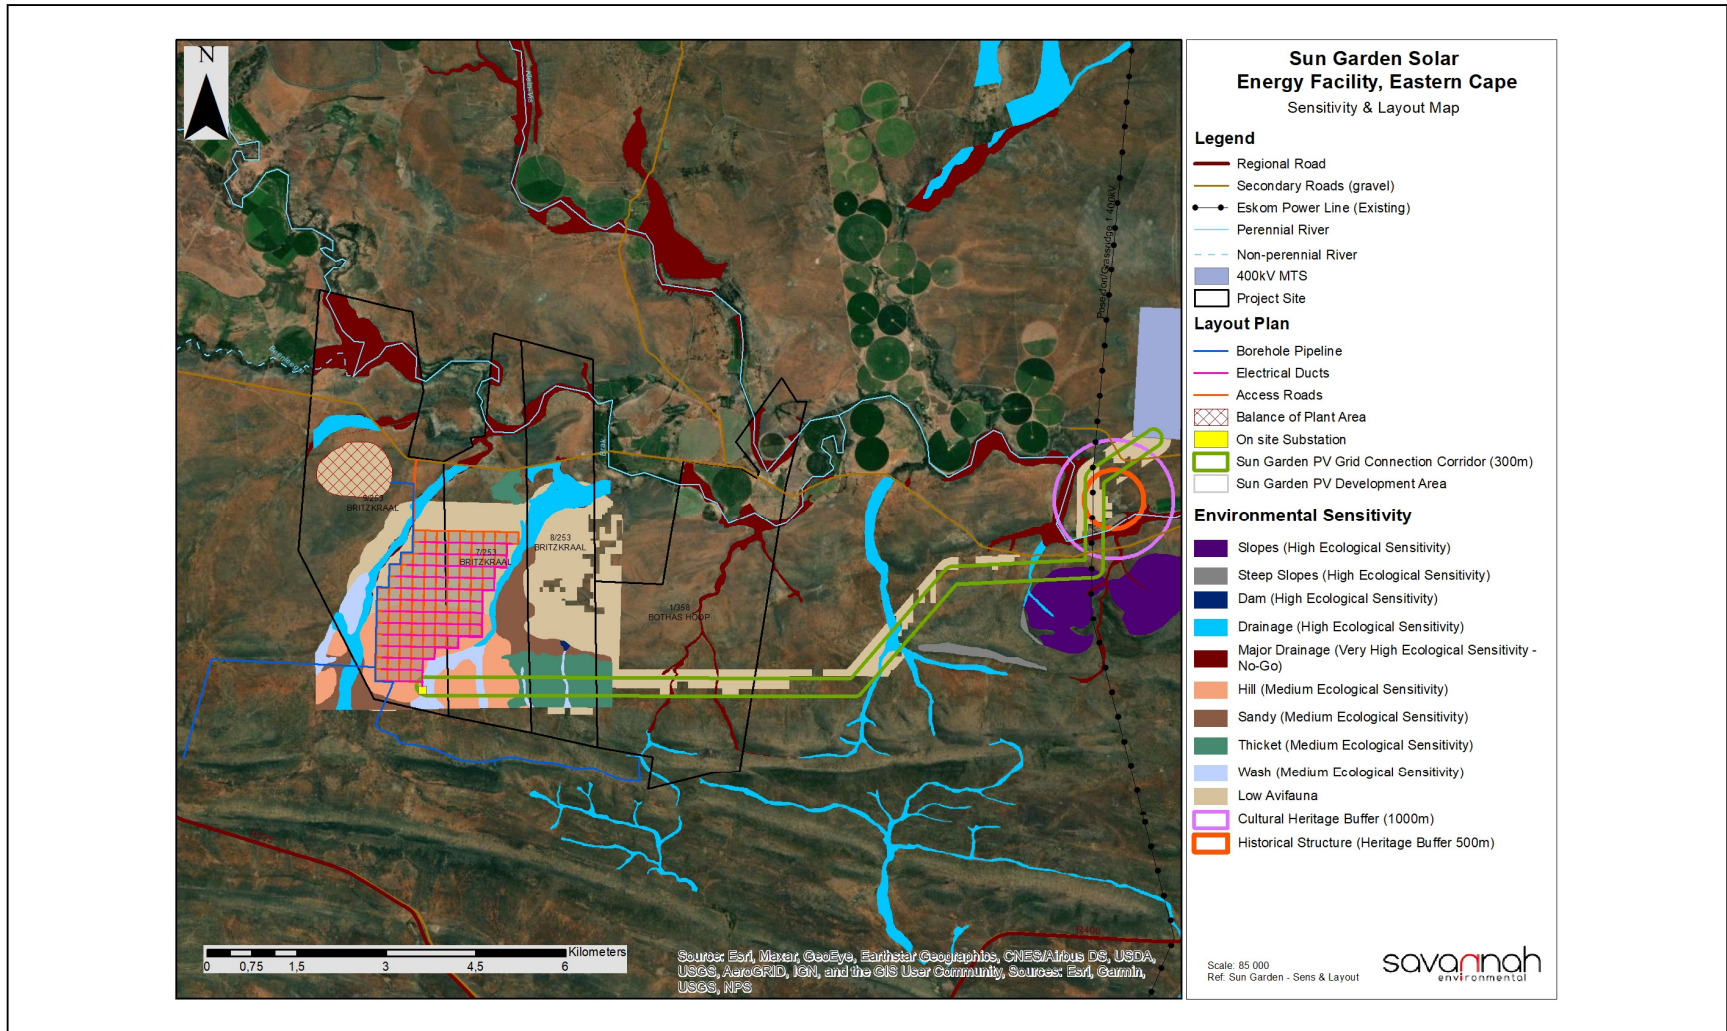 N
Sun Garden Solar
Energy Facility, Eastern Cape
Sensitivity & Layout Map
Legend
Regional Road
Secondary Roads (gravel)
Eskom Power Line (Existing)
Perennial River
Non-perennial River
400kV MTS
Project Site
Layout Plan
Borehole Pipeline
Electrical Ducts
Access Roads
Balance of Plant Area
On site Substation
Sun Garden PV Grid Connection Corridor (300m)
Sun Garden PV Development Area
Environmental Sensitivity
Slopes (High Ecological Sensitivity)
Steep Slopes (High Ecological Sensitivity)
Dam (High Ecological Sensitivity)
Drainage (High Ecological Sensitivity)
Major Drainage (Very High Ecological Sensitivity -
No-Go)
Hill (Medium Ecological Sensitivity)
Sandy (Medium Ecological Sensitivity)
Thicket (Medium Ecological Sensitivity)
Wash (Medium Ecological Sensitivity)
Low Avifauna
Cultural Heritage Buffer (1000m)
Historical Structure (Heritage Buffer 500m)
Scale: 85 000
Ref: Sun Garden - Sens & Layout
savannah
environmental
9/253
BRITZKRAAL
7/253
BRITZKRAAL
8/253
BRITZKRAAL
1/358
BOTHAS HOOP
Brak
R400
Kilometers
0 0,75 1,5 3 4,5 6
Source: Esri, Maxar, GeoEye, Earthstar Geographics, CNES/Airbus DS, USDA,
USGS, AeroGRID, IGN, and the GIS User Community, Sources: Esri, Garmin,
USGS, NPS